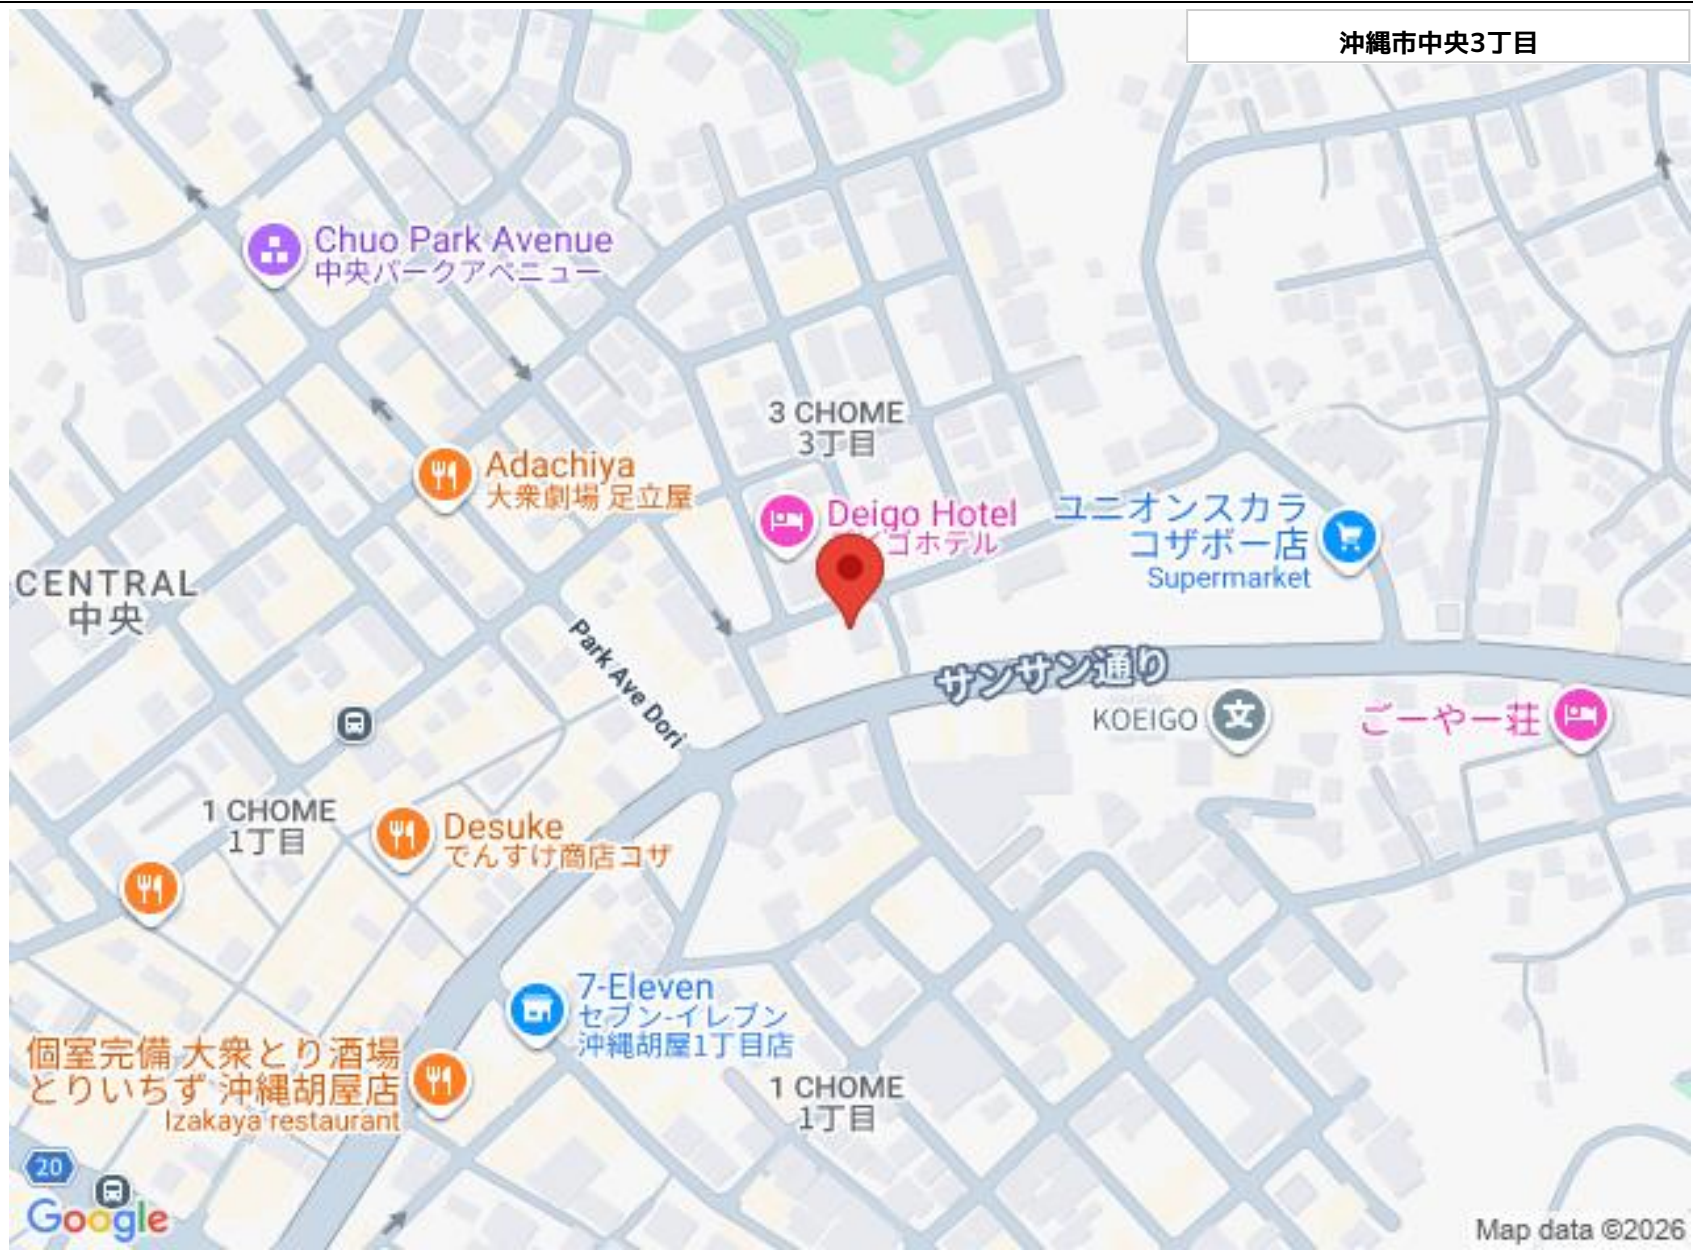 沖縄市中央3丁目
Chuo Park Avenue
中央パークアベニュー
3 CHOME
3丁目
Adachiya
大衆劇場 足立屋
Deigo Hotel
ゴホテル
ユニオンスカラ
コザボー店
Supermarket
CENTRAL
中央
Park Ave Dori
サンサン通り
KOEIGO
ごーやー荘
1 CHOME
1丁目
Desuke
でんすけ商店コザ
7-Eleven
セブン-イレブン
沖縄胡屋1丁目店
個室完備 大衆とり酒場
とりいちず 沖縄胡屋店
Izakaya restaurant
1 CHOME
1丁目
20
Google
Map data ©2026